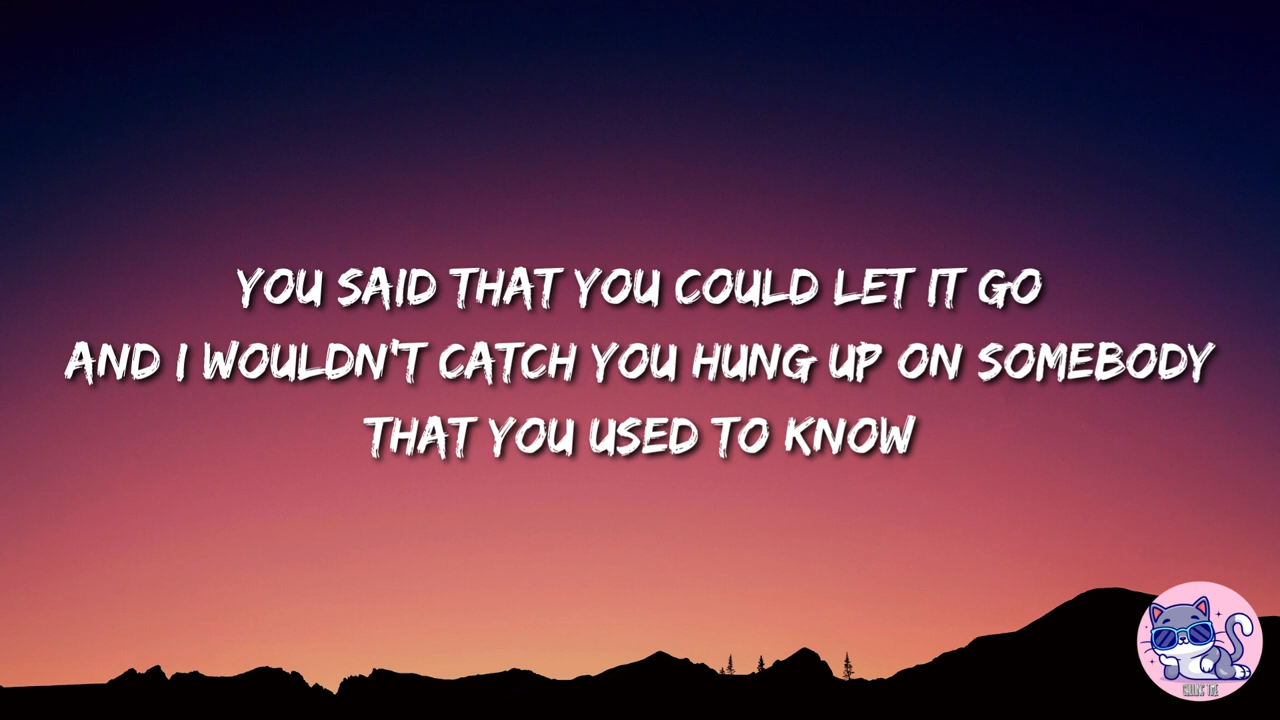 YOU SAID THAT YOU COULD LET IT GO
AND I WOULDN'T CATCH YOU HUNG UP ON SOMEBODY
THAT YOU USED TO KNOW